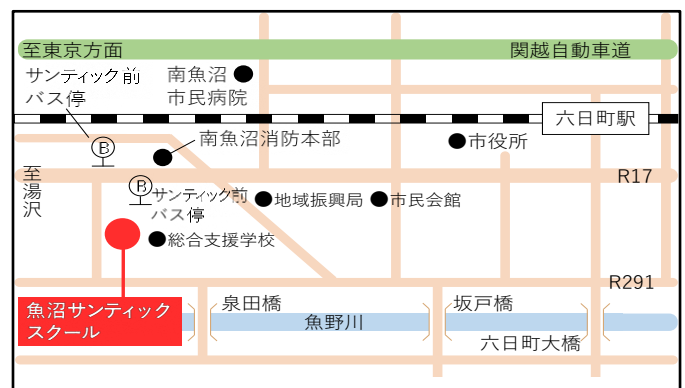 至東京方面
関越自動車道
サンティック前
バス停
南魚沼
市民病院
六日町駅
南魚沼消防本部
市役所
B
至湯沢
R17
B
サンティック前
バス停
地域振興局
市民会館
総合支援学校
R291
魚沼サンティック
スクール
泉田橋
魚野川
坂戸橋
六日町大橋